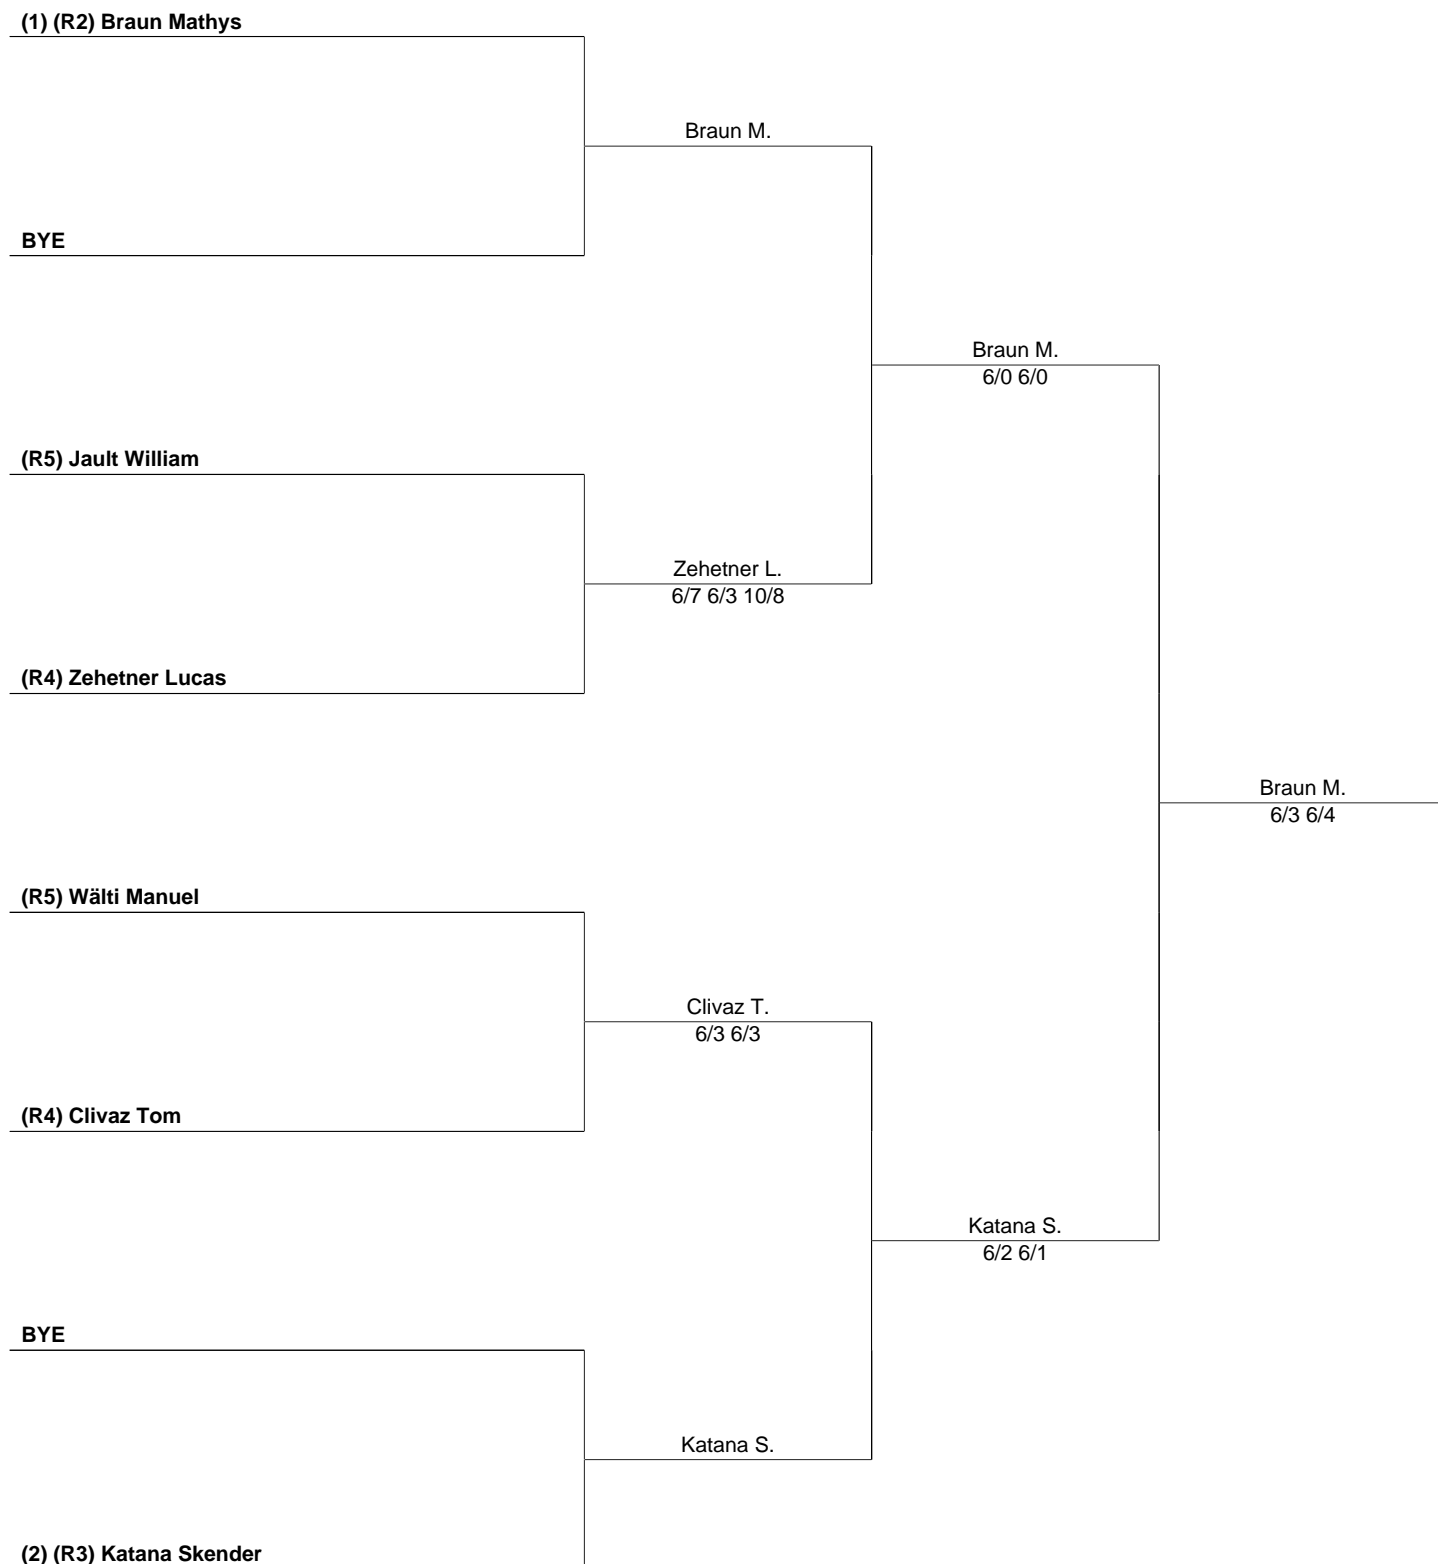 (1) (R2) Braun Mathys
Braun M.
BYE
Braun M.
6/0 6/0
(R5) Jault William
Zehetner L.
6/7 6/3 10/8
(R4) Zehetner Lucas
Braun M.
6/3 6/4
(R5) Wälti Manuel
Clivaz T.
6/3 6/3
(R4) Clivaz Tom
Katana S.
6/2 6/1
BYE
Katana S.
(2) (R3) Katana Skender